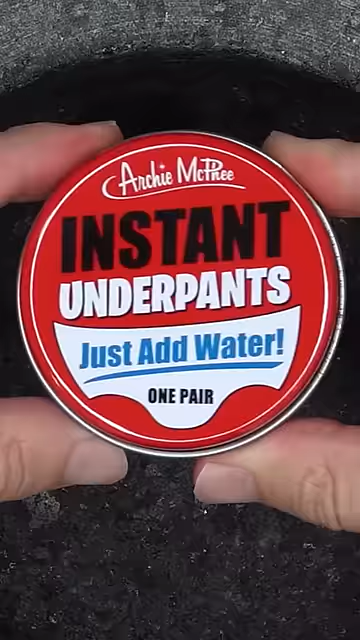 Archie McPhee
INSTANT
UNDERPANTS
Just Add Water!
ONE PAIR